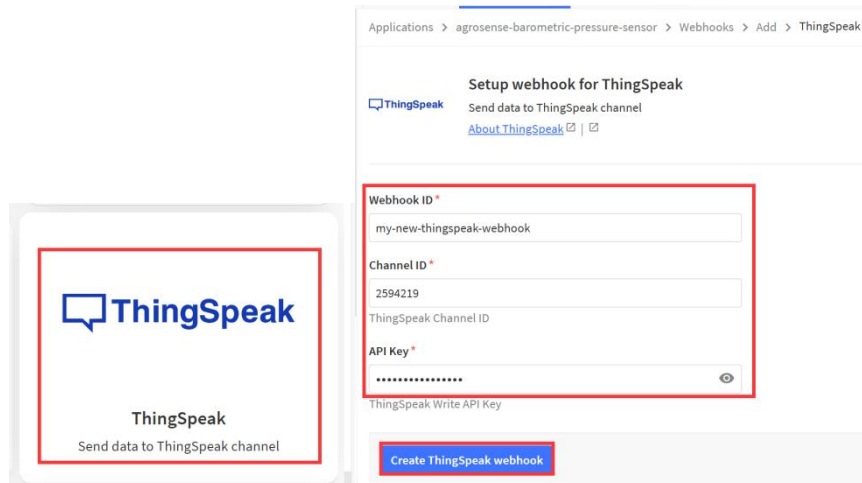 Applications > agrosense-barometric-pressure-sensor > Webhooks > Add > ThingSpeak
Setup webhook for ThingSpeak
ThingSpeak
Send data to ThingSpeak channel
About ThingSpeak |
Webhook ID *
my-new-thingspeak-webhook
Channel ID *
2594219
ThingSpeak Channel ID
API Key *
••••••••••••••••
ThingSpeak Write API Key
Create ThingSpeak webhook
ThingSpeak
ThingSpeak
Send data to ThingSpeak channel